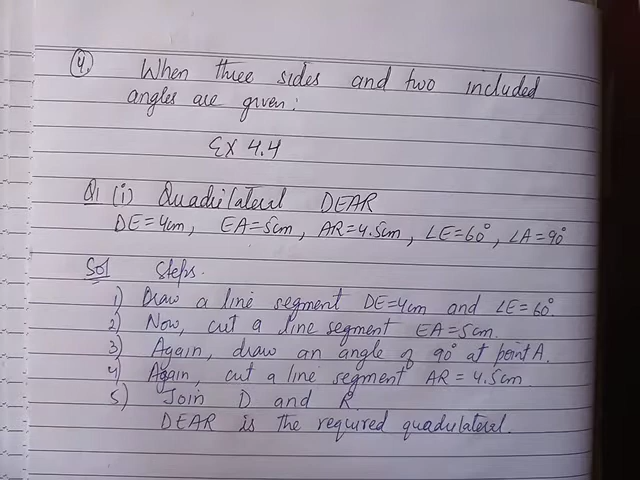 4. When three sides and two included
angles are given:
Ex 4.4
Q1 (i) Quadrilateral DEAR
DE=4cm, EA=5cm, AR=4.5cm, ∠E=60°, ∠A=90°
Sol Steps.
1) Draw a line segment DE=4cm and ∠E=60°.
2) Now, cut a line segment EA=5cm.
3) Again, draw an angle of 90° at point A.
4) Again, cut a line segment AR = 4.5cm
5) Join D and R.
DEAR is the required quadrilateral.